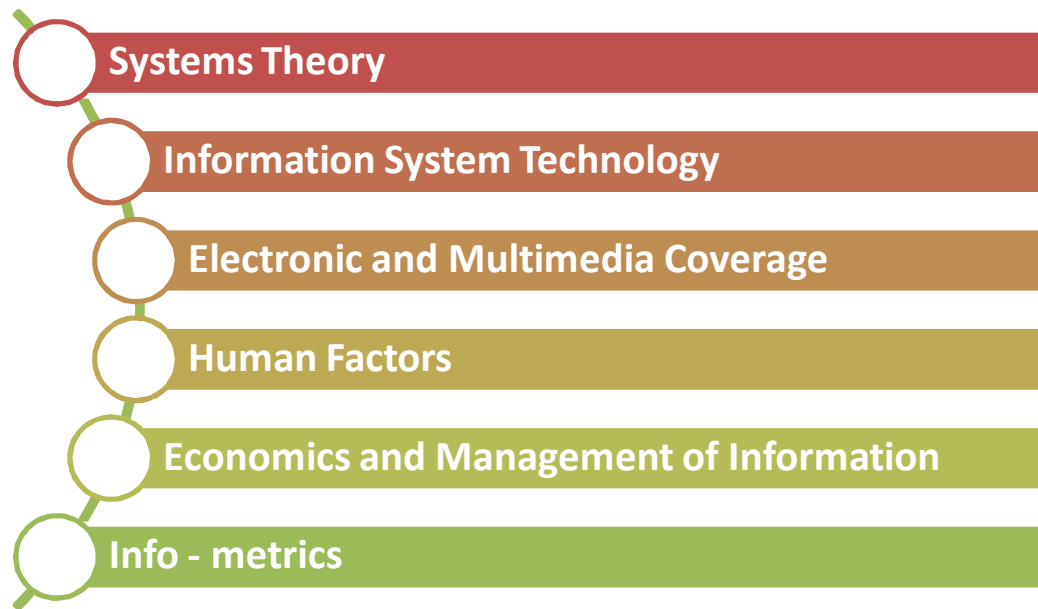 Systems Theory
Information System Technology
Electronic and Multimedia Coverage
Human Factors
Economics and Management of Information
Info - metrics